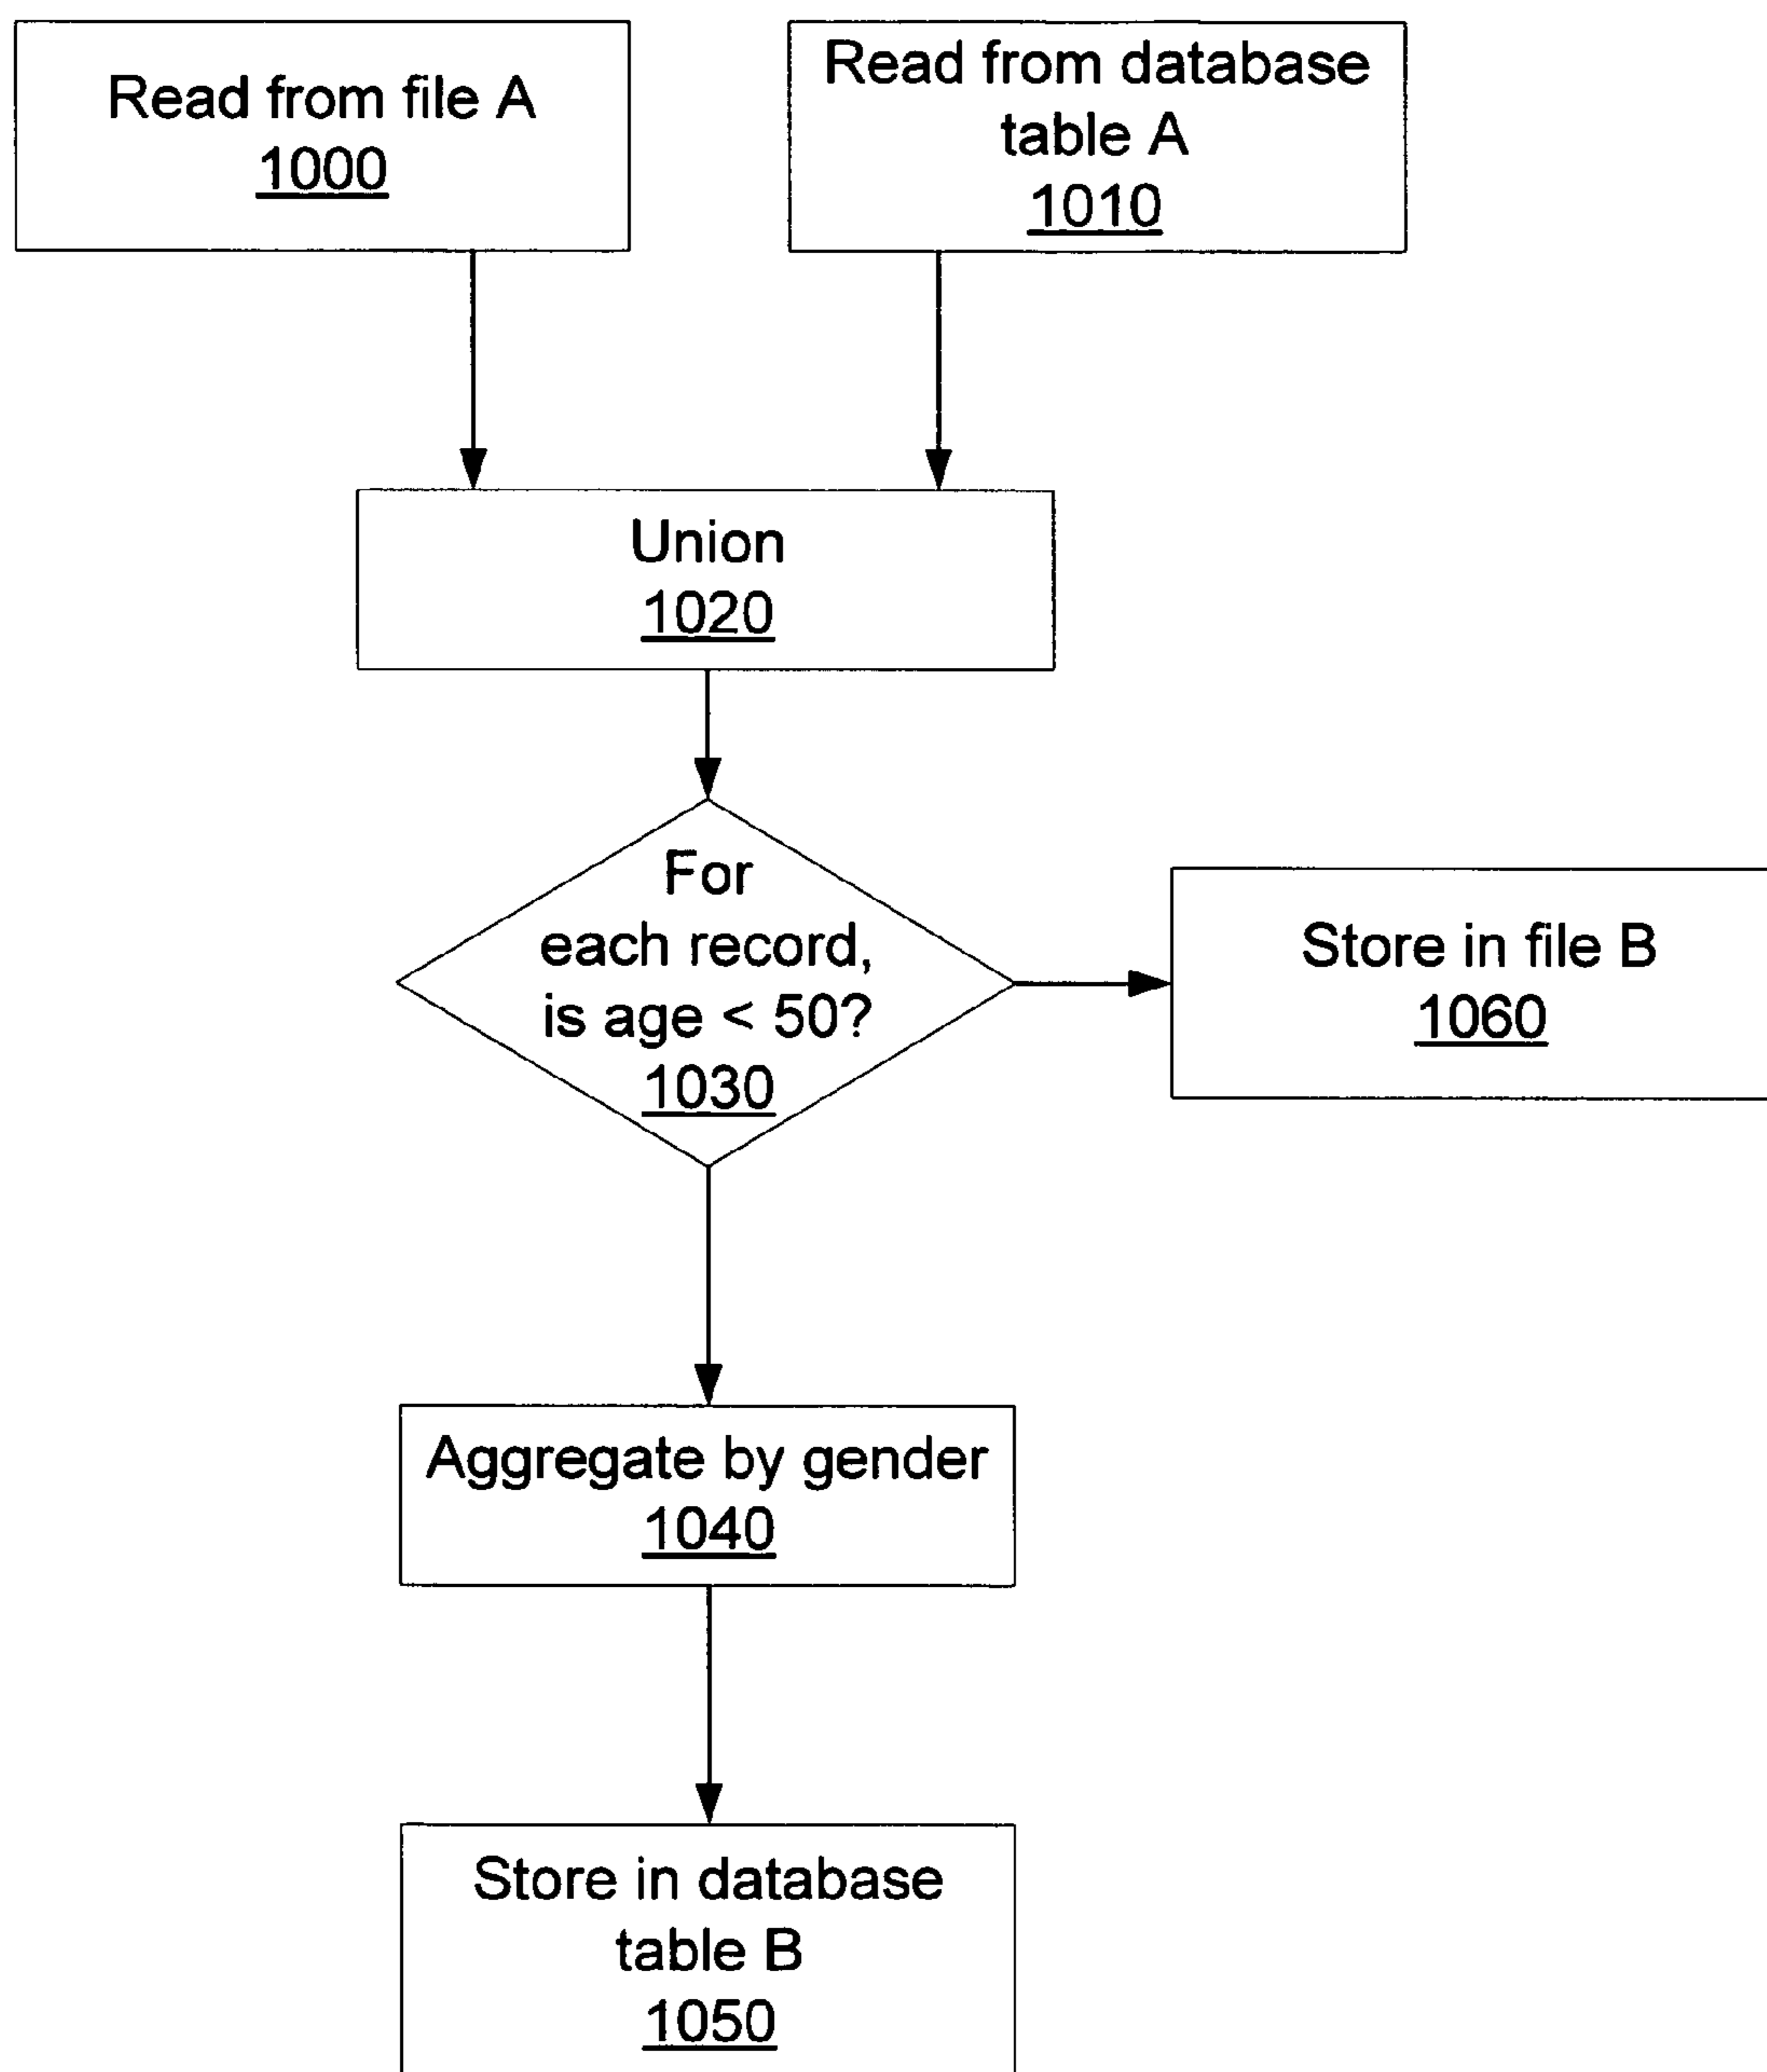 Read from file A
1000
Read from database
table A
1010
Union
1020
For
each record,
is age < 50?
1030
Store in file B
1060
Aggregate by gender
1040
Store in database
table B
1050